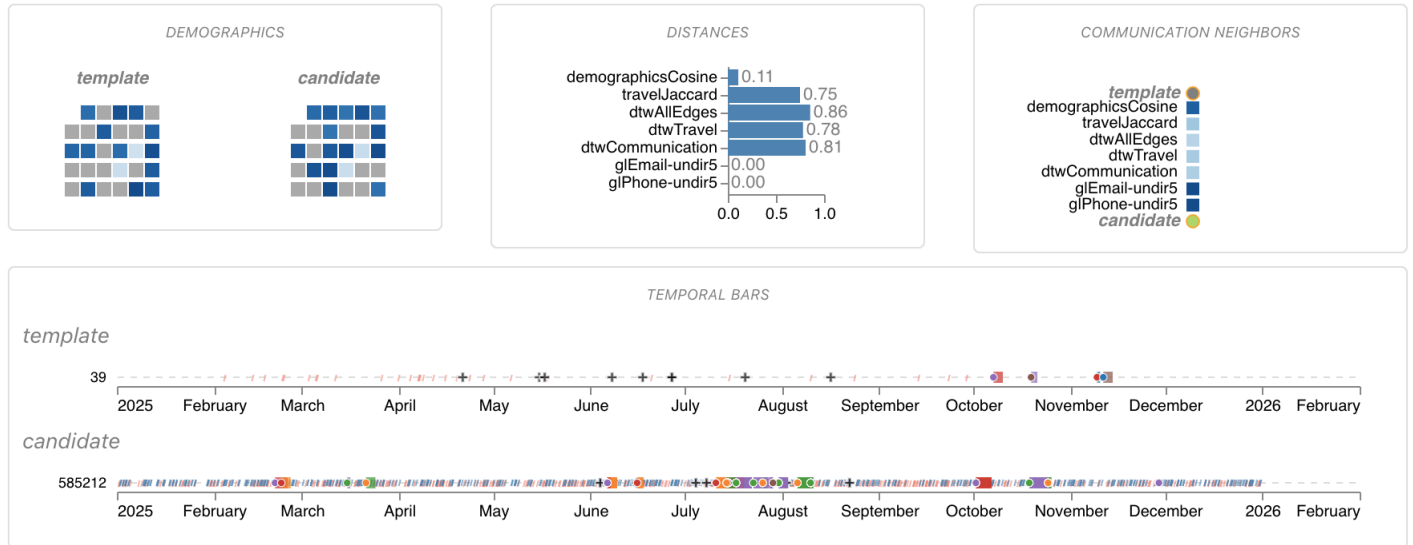 DEMOGRAPHICS
template candidate
DISTANCES
demographicsCosine 0.11
travelJaccard 0.75
dtwAllEdges 0.86
dtwTravel 0.78
dtwCommunication 0.81
glEmail-undir5 0.00
glPhone-undir5 0.00
0.0 0.5 1.0
COMMUNICATION NEIGHBORS
template
demographicsCosine
travelJaccard
dtwAllEdges
dtwTravel
dtwCommunication
glEmail-undir5
glPhone-undir5
candidate
TEMPORAL BARS
template
39
2025 February March April May June July August September October November December 2026 February
candidate
585212
2025 February March April May June July August September October November December 2026 February